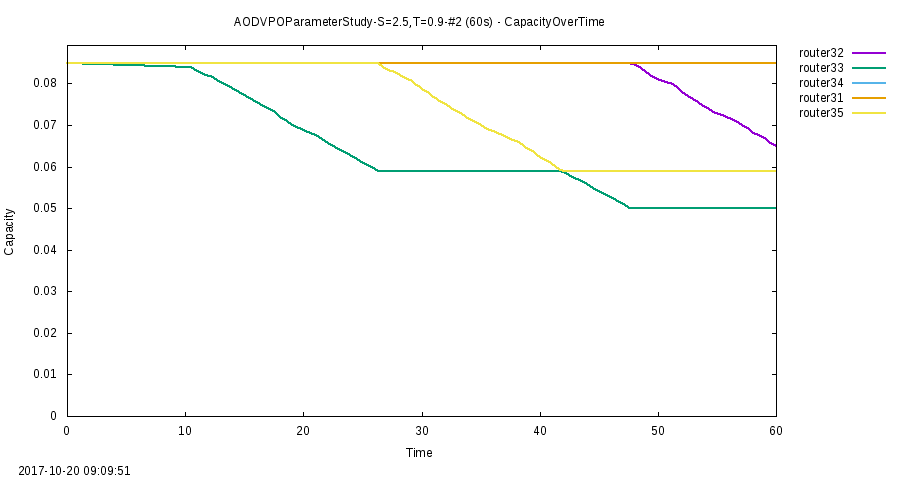 AODVPOParameterStudy-S=2.5,T=0.9-#2 (60s) - CapacityOverTime
router32
router33
router34
router31
router35
0.08
0.07
0.06
0.05
0.04
0.03
0.02
0.01
0
Capacity
0 10 20 30 40 50 60
Time
2017-10-20 09:09:51